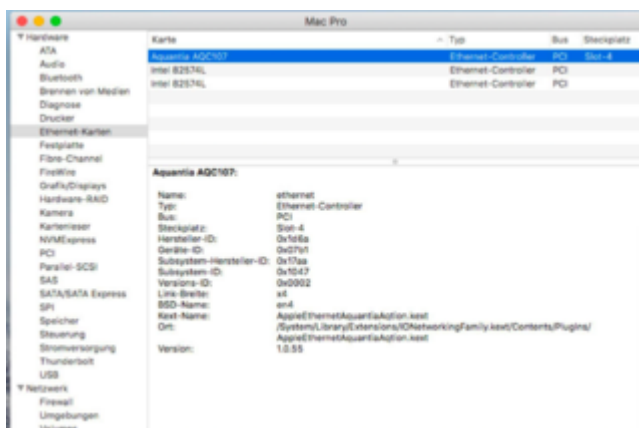 Mac Pro
▼ Hardware
ATA
Audio
Bluetooth
Brennen von Medien
Diagnose
Drucker
Ethernet-Karten
Festplatte
Fibre-Channel
FireWire
Grafik/Displays
Hardware-RAID
Kamera
Kartenleser
NVMExpress
PCI
Parallel-SCSI
SAS
SATA/SATA Express
SPI
Speicher
Steuerung
Stromversorgung
Thunderbolt
USB
▼ Netzwerk
Firewall
Umgebungen
Volumes
Karte Typ Bus Steckplatz
Aquantia AQC107 Ethernet-Controller PCI Slot-4
Intel 82574L Ethernet-Controller PCI
Intel 82574L Ethernet-Controller PCI
Aquantia AQC107:
Name: ethernet
Typ: Ethernet-Controller
Bus: PCI
Steckplatz: Slot-4
Hersteller-ID: 0x1d6a
Geräte-ID: 0x07b1
Subsystem-Hersteller-ID: 0x17aa
Subsystem-ID: 0x1047
Versions-ID: 0x0002
Link-Breite: x4
BSD-Name: en4
Kext-Name: AppleEthernetAquantiaAqtion.kext
Ort: /System/Library/Extensions/IONetworkingFamily.kext/Contents/PlugIns/
AppleEthernetAquantiaAqtion.kext
Version: 1.0.55